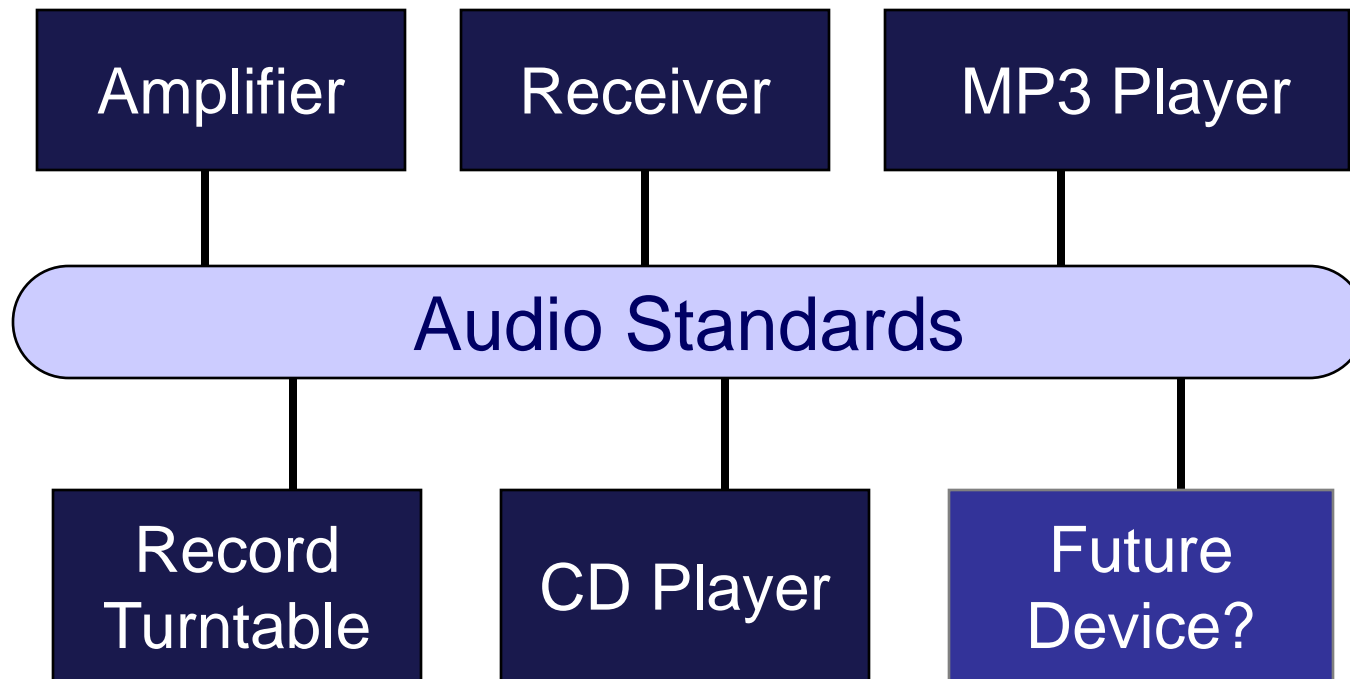 Amplifier
Receiver
MP3 Player
Audio Standards
Record
Turntable
CD Player
Future
Device?